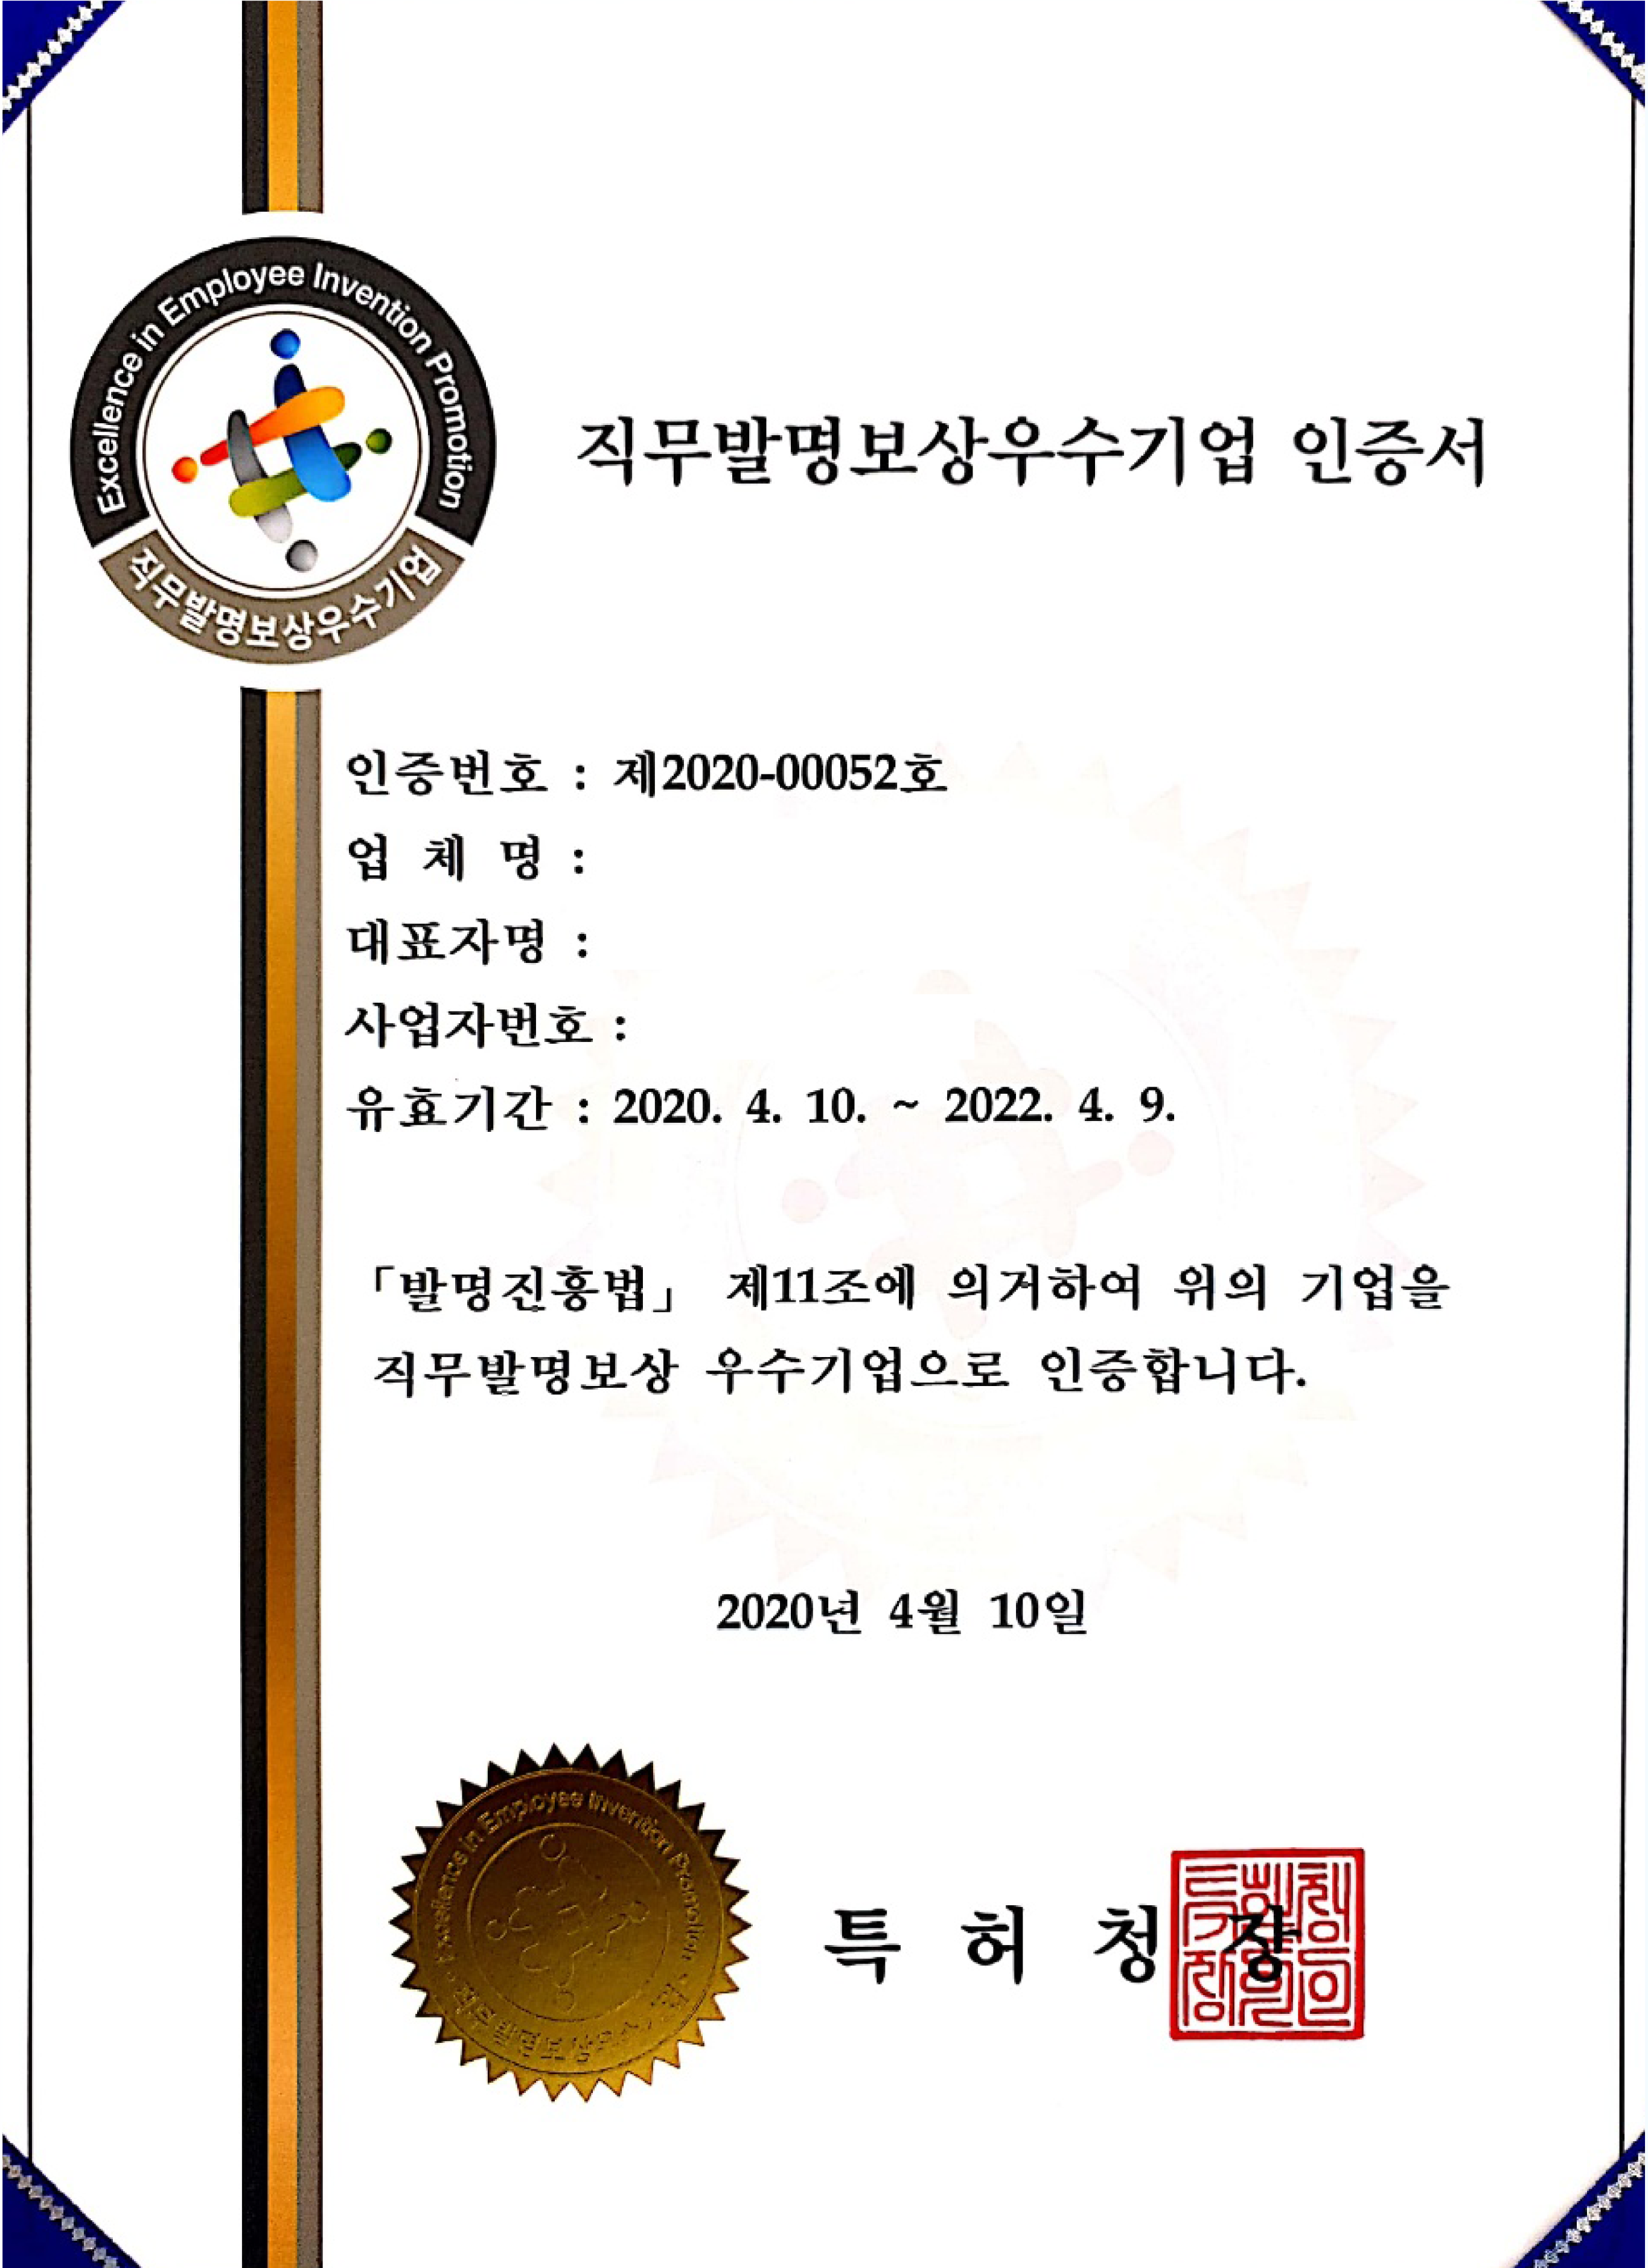 Excellence in Employee Invention Promotion
직무발명보상우수기업
직무발명보상우수기업 인증서
인증번호 : 제2020-00052호
업 체 명 :
대표자명 :
사업자번호 :
유효기간 : 2020. 4. 10. ~ 2022. 4. 9.
「발명진흥법」 제11조에 의거하여 위의 기업을
직무발명보상 우수기업으로 인증합니다.
2020년 4월 10일
Excellence in Employee Invention Promotion
직무발명보상우수기업
특 허 청 장